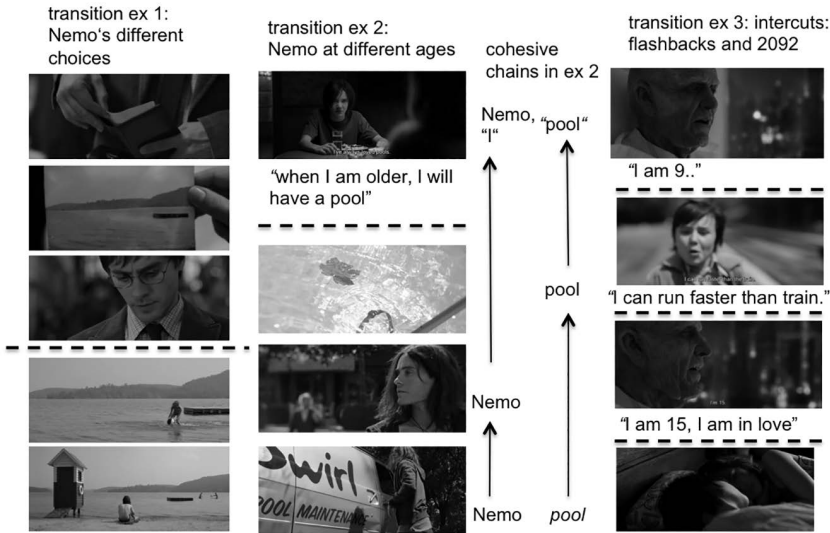 transition ex 1:
Nemo's different
choices
transition ex 2:
Nemo at different ages
"when I am older, I will
have a pool"
Swirl
POOL MAINTENANCE
cohesive
chains in ex 2
Nemo, "pool"
"I"
pool
Nemo
Nemo pool
transition ex 3: intercuts:
flashbacks and 2092
"I am 9.."
"I can run faster than train."
I'm 15.
"I am 15, I am in love"